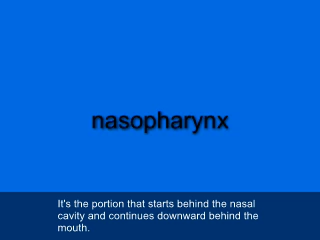 nasopharynx
It's the portion that starts behind the nasal
cavity and continues downward behind the
mouth.